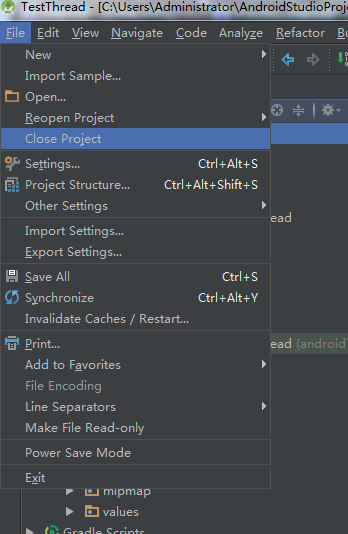 TestThread - [C:\Users\Administrator\AndroidStudioProje
File Edit View Navigate Code Analyze Refactor Bu
New
Import Sample...
Open...
Reopen Project
Close Project
Settings... Ctrl+Alt+S
Project Structure... Ctrl+Alt+Shift+S
Other Settings
ead
Import Settings...
Export Settings...
Save All Ctrl+S
Synchronize Ctrl+Alt+Y
Invalidate Caches / Restart...
Print... ead (android
Add to Favorites
File Encoding
Line Separators
Make File Read-only
Power Save Mode
Exit
mipmap
values
Gradle Scripts